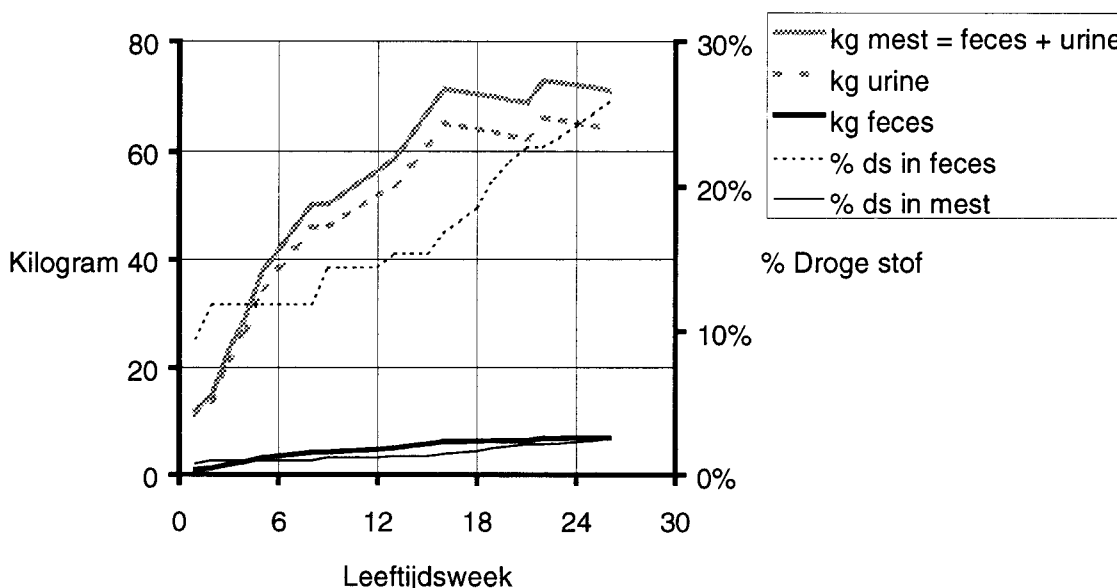 80
60
40
20
0
Kilogram
30%
20%
10%
0%
% Droge stof
0 6 12 18 24 30
Leeftijdsweek
kg mest = feces + urine
kg urine
kg feces
% ds in feces
% ds in mest